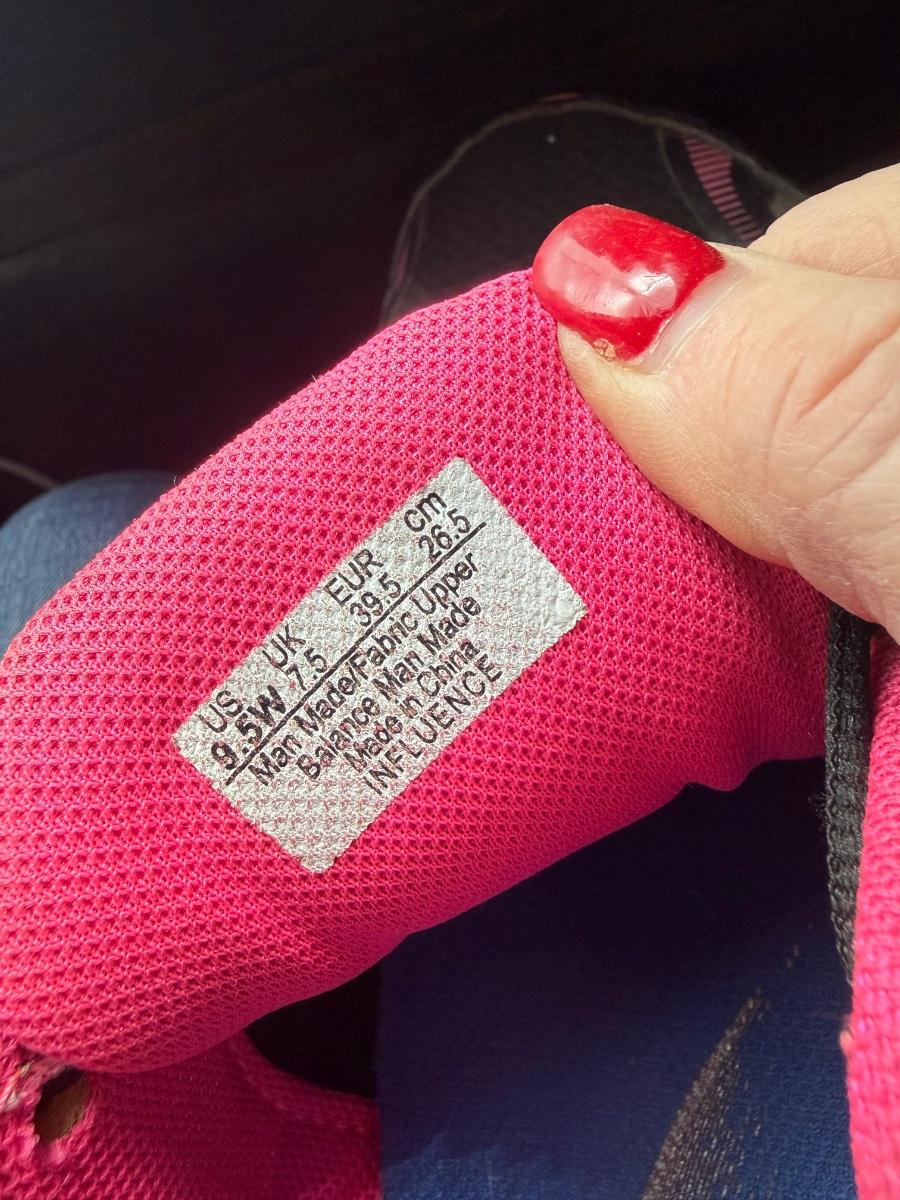 US UK EUR cm
9.5W 7.5 39.5 26.5
Man Made/Fabric Upper
Balance Man Made
Made in China
INFLUENCE